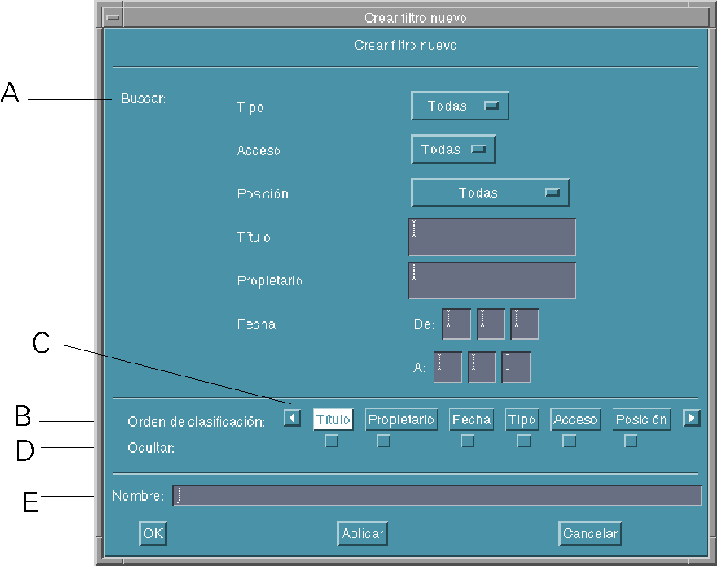 Crear filtro nuevo
Crear filtro nuevo
A
Buscar:
Tipo
Todas
Acceso
Todas
Posición
Todas
Título
Propietario
Fecha
De:
A:
C
B
Orden de clasificación:
Título Propietario Fecha Tipo Acceso Posición
D
Ocultar:
E
Nombre:
OK Aplicar Cancelar